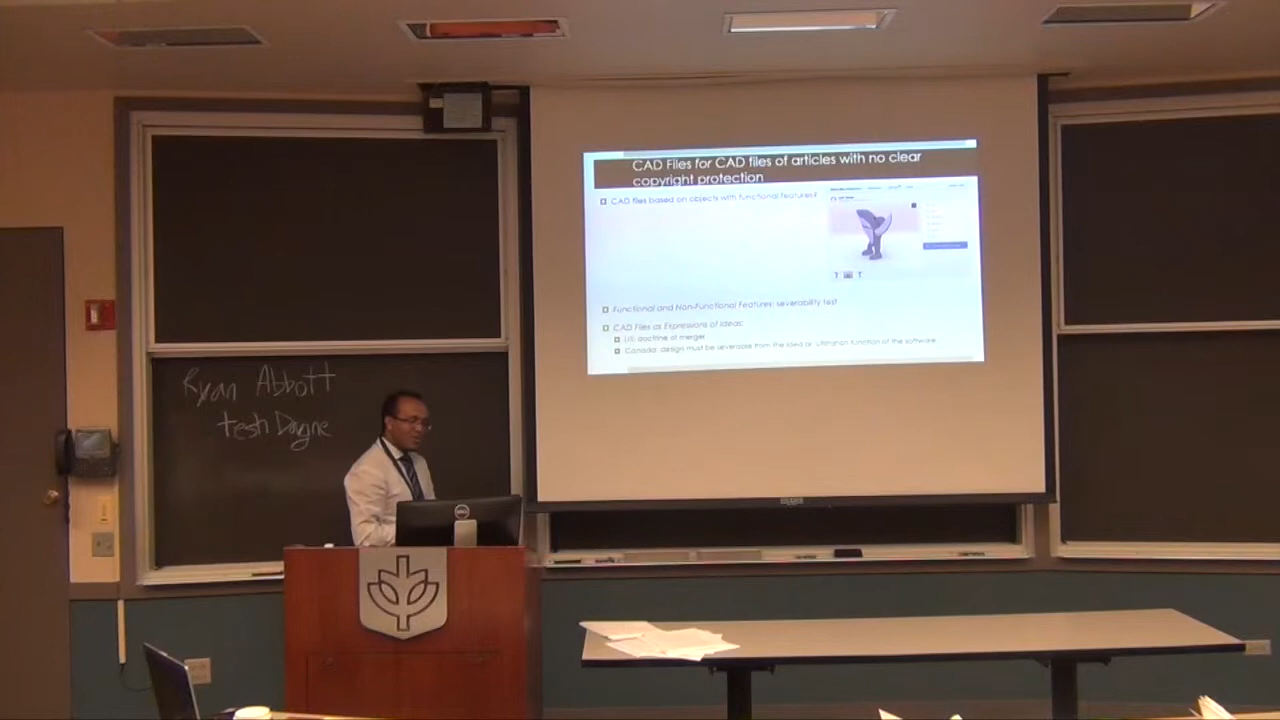 CAD Files for CAD files of articles with no clear
copyright protection
CAD files based on objects with functional features?
Functional and Non-Functional Features: severability test
CAD Files as Expressions of Ideas:
US: doctrine of merger
Canada: design must be severable from the idea or utilitarian function of the software
Ryan Abbott
Tesh Dagne
DELL